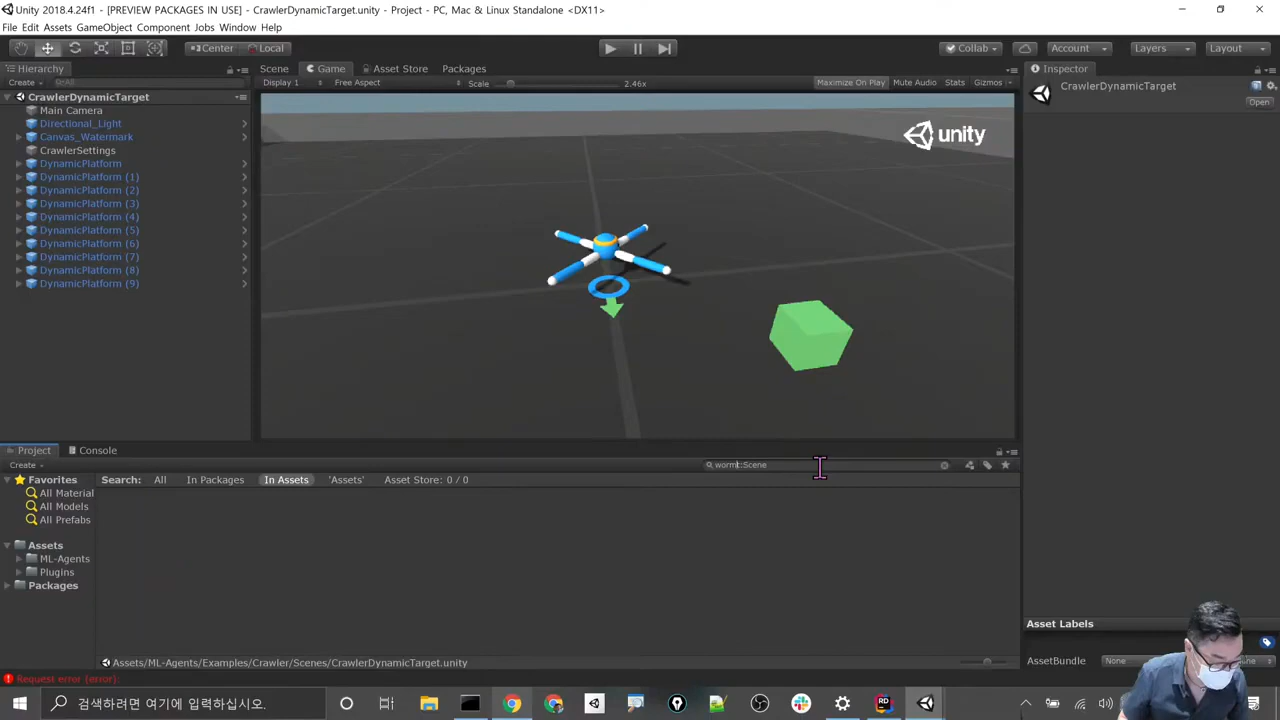 Unity 2018.4.24f1 - [PREVIEW PACKAGES IN USE] - CrawlerDynamicTarget.unity - Project - PC, Mac & Linux Standalone <DX11>
File Edit Assets GameObject Component Jobs Window Help
Center Local Collab Account Layers Layout
Hierarchy Scene Game Asset Store Packages Inspector
Create All Display 1 Free Aspect Scale 2.46x Maximize On Play Mute Audio Stats Gizmos
CrawlerDynamicTarget
CrawlerDynamicTarget
Open
Main Camera
Directional_Light
Canvas_Watermark
CrawlerSettings
DynamicPlatform
DynamicPlatform (1)
DynamicPlatform (2)
DynamicPlatform (3)
DynamicPlatform (4)
DynamicPlatform (5)
DynamicPlatform (6)
DynamicPlatform (7)
DynamicPlatform (8)
DynamicPlatform (9)
unity
Project Console
Create
Favorites Search: All In Packages In Assets 'Assets' Asset Store: 0 / 0
All Material
All Models
All Prefabs
Assets
ML-Agents
Plugins
Packages
Asset Labels
AssetBundle None
Assets/ML-Agents/Examples/Crawler/Scenes/CrawlerDynamicTarget.unity
Request error (error):
검색하려면 여기에 입력하십시오.
RD